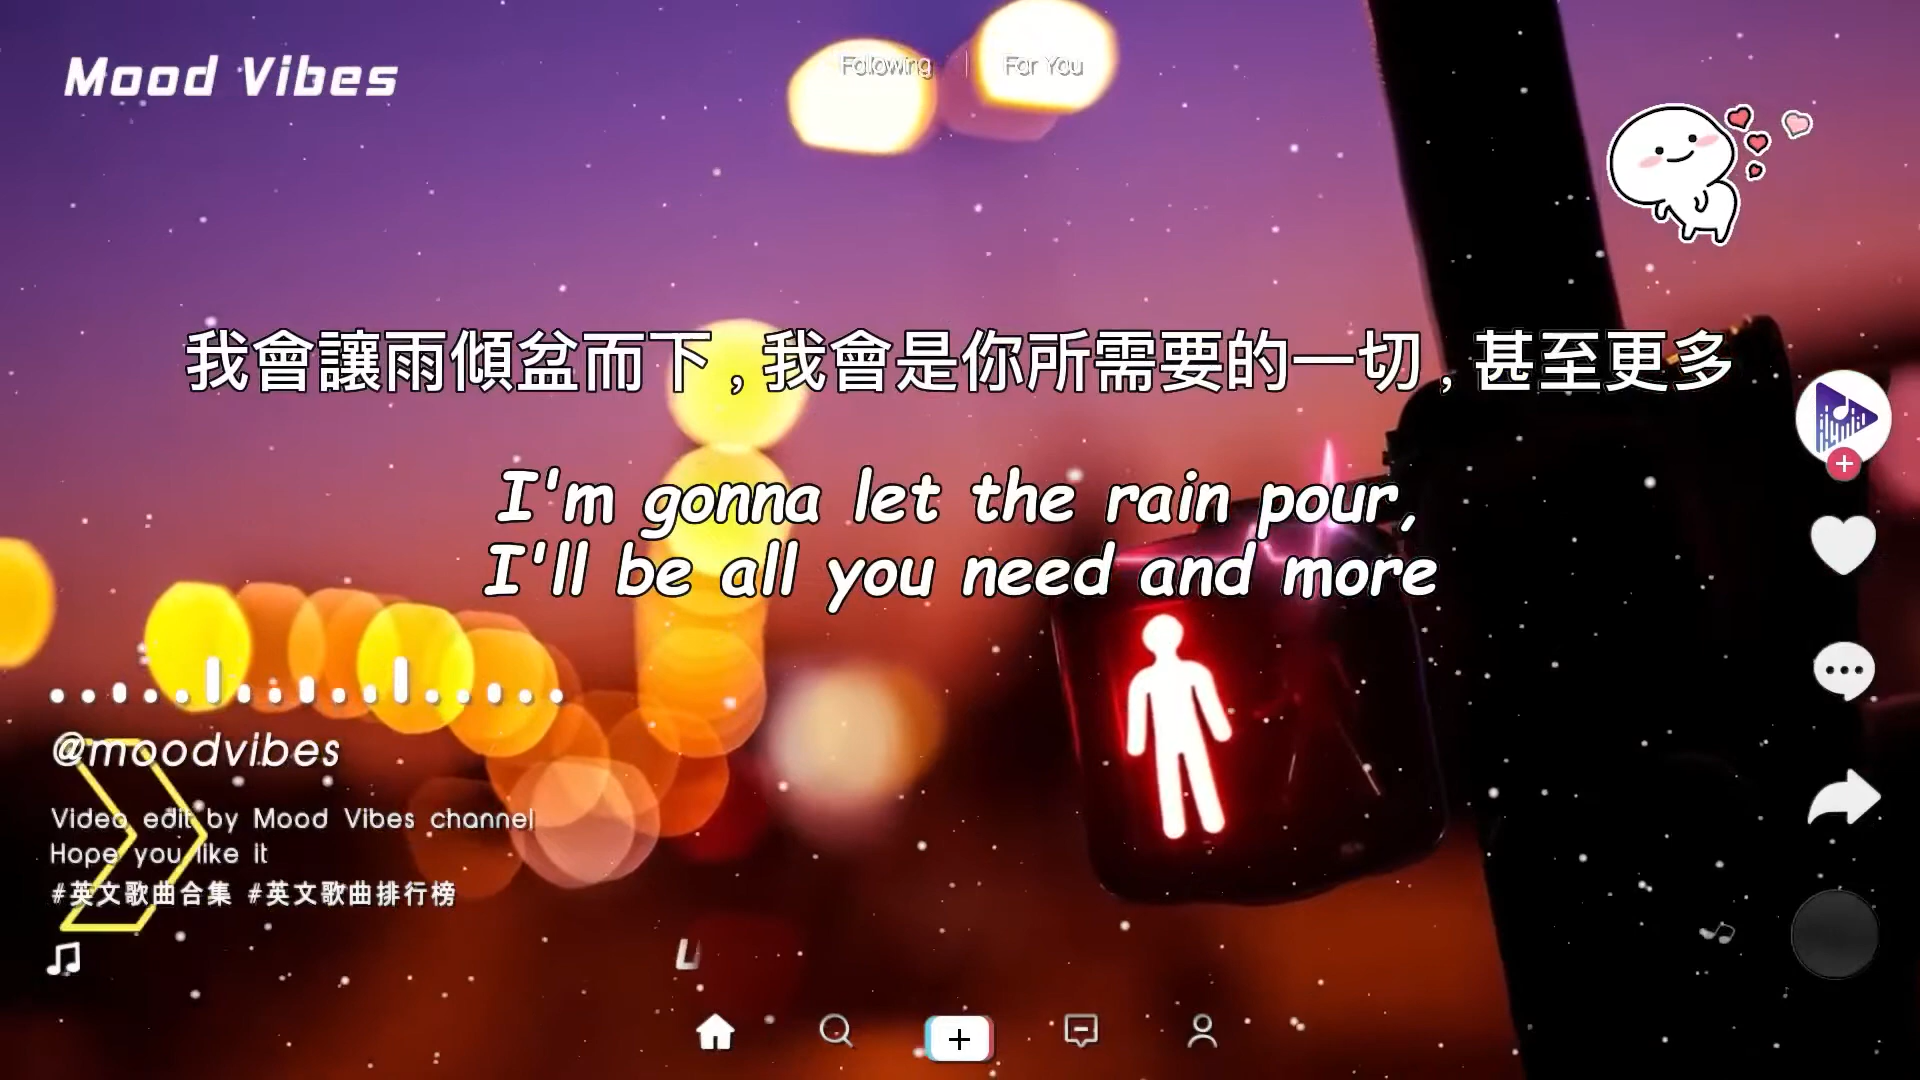 Mood Vibes
Following | For You
我會讓雨傾盆而下，我會是你所需要的一切，甚至更多
I'm gonna let the rain pour,
I'll be all you need and more
@moodvibes
Video edit by Mood Vibes channel
Hope you like it
#英文歌曲合集 #英文歌曲排行榜